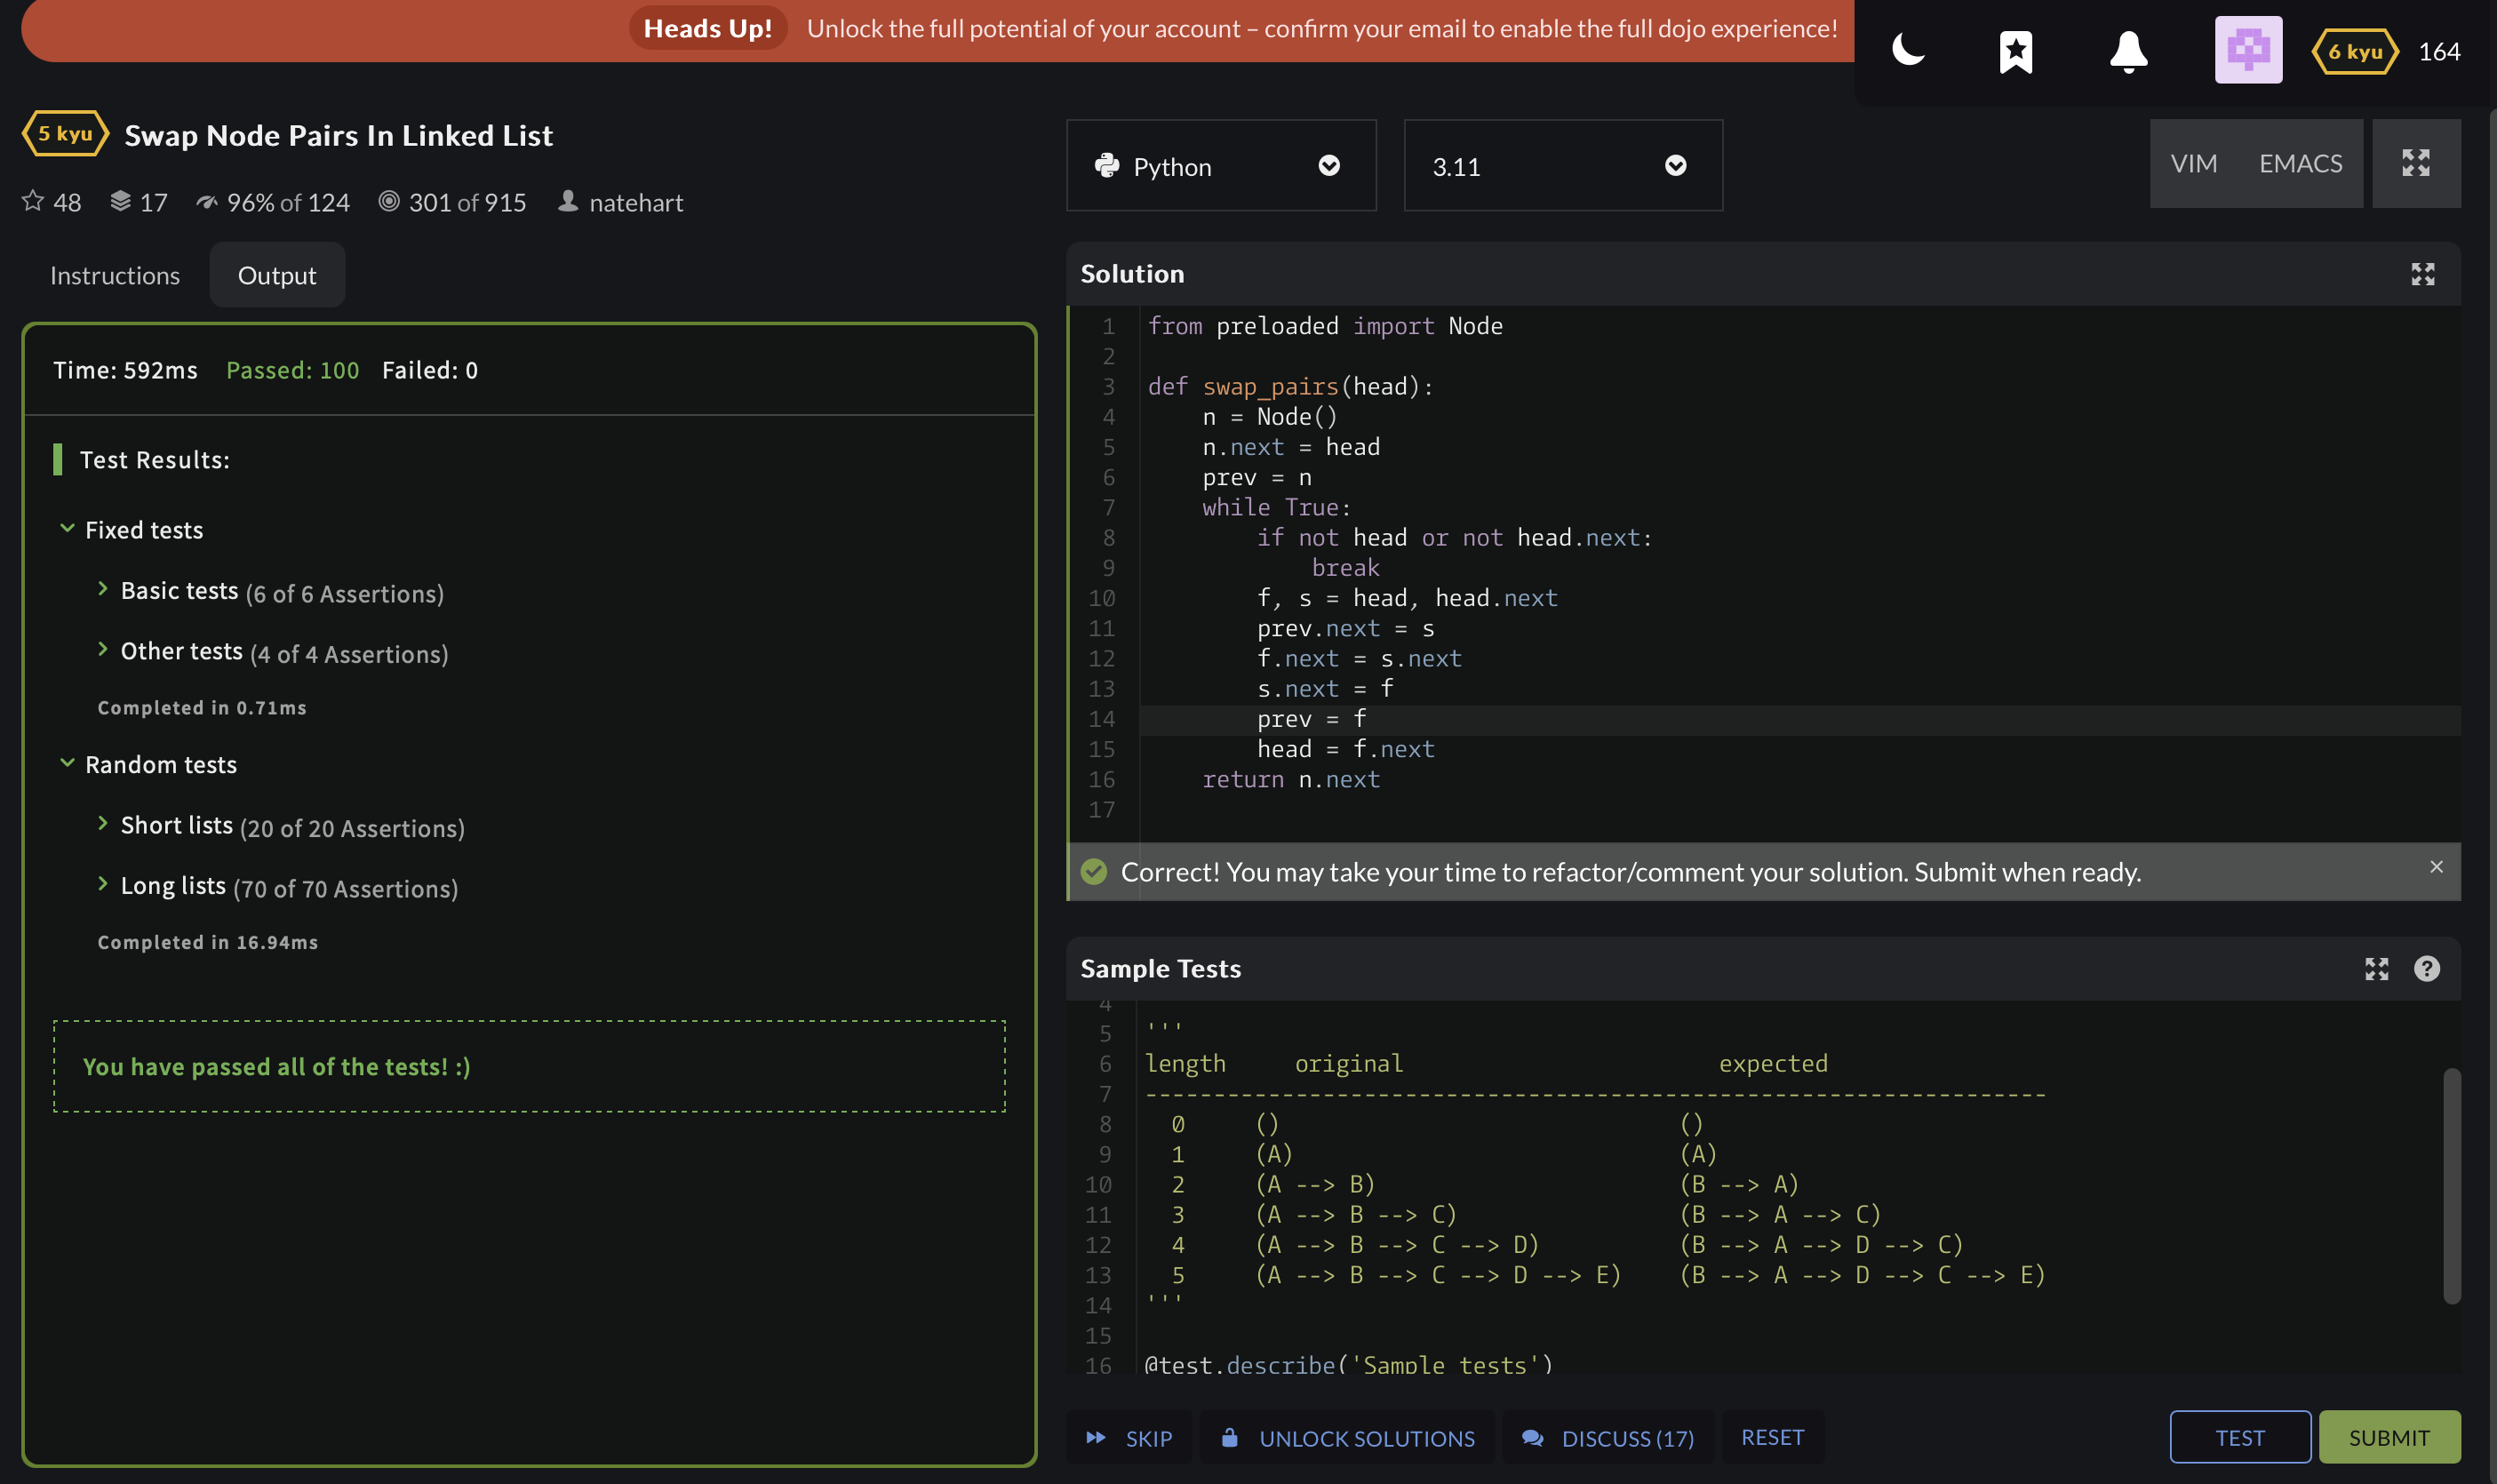 Heads Up! Unlock the full potential of your account – confirm your email to enable the full dojo experience!
6 kyu 164
5 kyu Swap Node Pairs In Linked List
48 17 96% of 124 301 of 915 natehart
Instructions Output
Time: 592ms Passed: 100 Failed: 0
Test Results:
Fixed tests
Basic tests (6 of 6 Assertions)
Other tests (4 of 4 Assertions)
Completed in 0.71ms
Random tests
Short lists (20 of 20 Assertions)
Long lists (70 of 70 Assertions)
Completed in 16.94ms
You have passed all of the tests! :)
Python 3.11 VIM EMACS
Solution
1 from preloaded import Node
2
3 def swap_pairs(head):
4     n = Node()
5     n.next = head
6     prev = n
7     while True:
8         if not head or not head.next:
9             break
10         f, s = head, head.next
11         prev.next = s
12         f.next = s.next
13         s.next = f
14         prev = f
15         head = f.next
16     return n.next
17
Correct! You may take your time to refactor/comment your solution. Submit when ready.
Sample Tests
4
5 '''
6 length     original                       expected
7 ------------------------------------------------------------------
8   0     ()                             ()
9   1     (A)                            (A)
10   2     (A --> B)                      (B --> A)
11   3     (A --> B --> C)                (B --> A --> C)
12   4     (A --> B --> C --> D)          (B --> A --> D --> C)
13   5     (A --> B --> C --> D --> E)    (B --> A --> D --> C --> E)
14 '''
15
16 @test.describe('Sample tests')
SKIP UNLOCK SOLUTIONS DISCUSS (17) RESET TEST SUBMIT